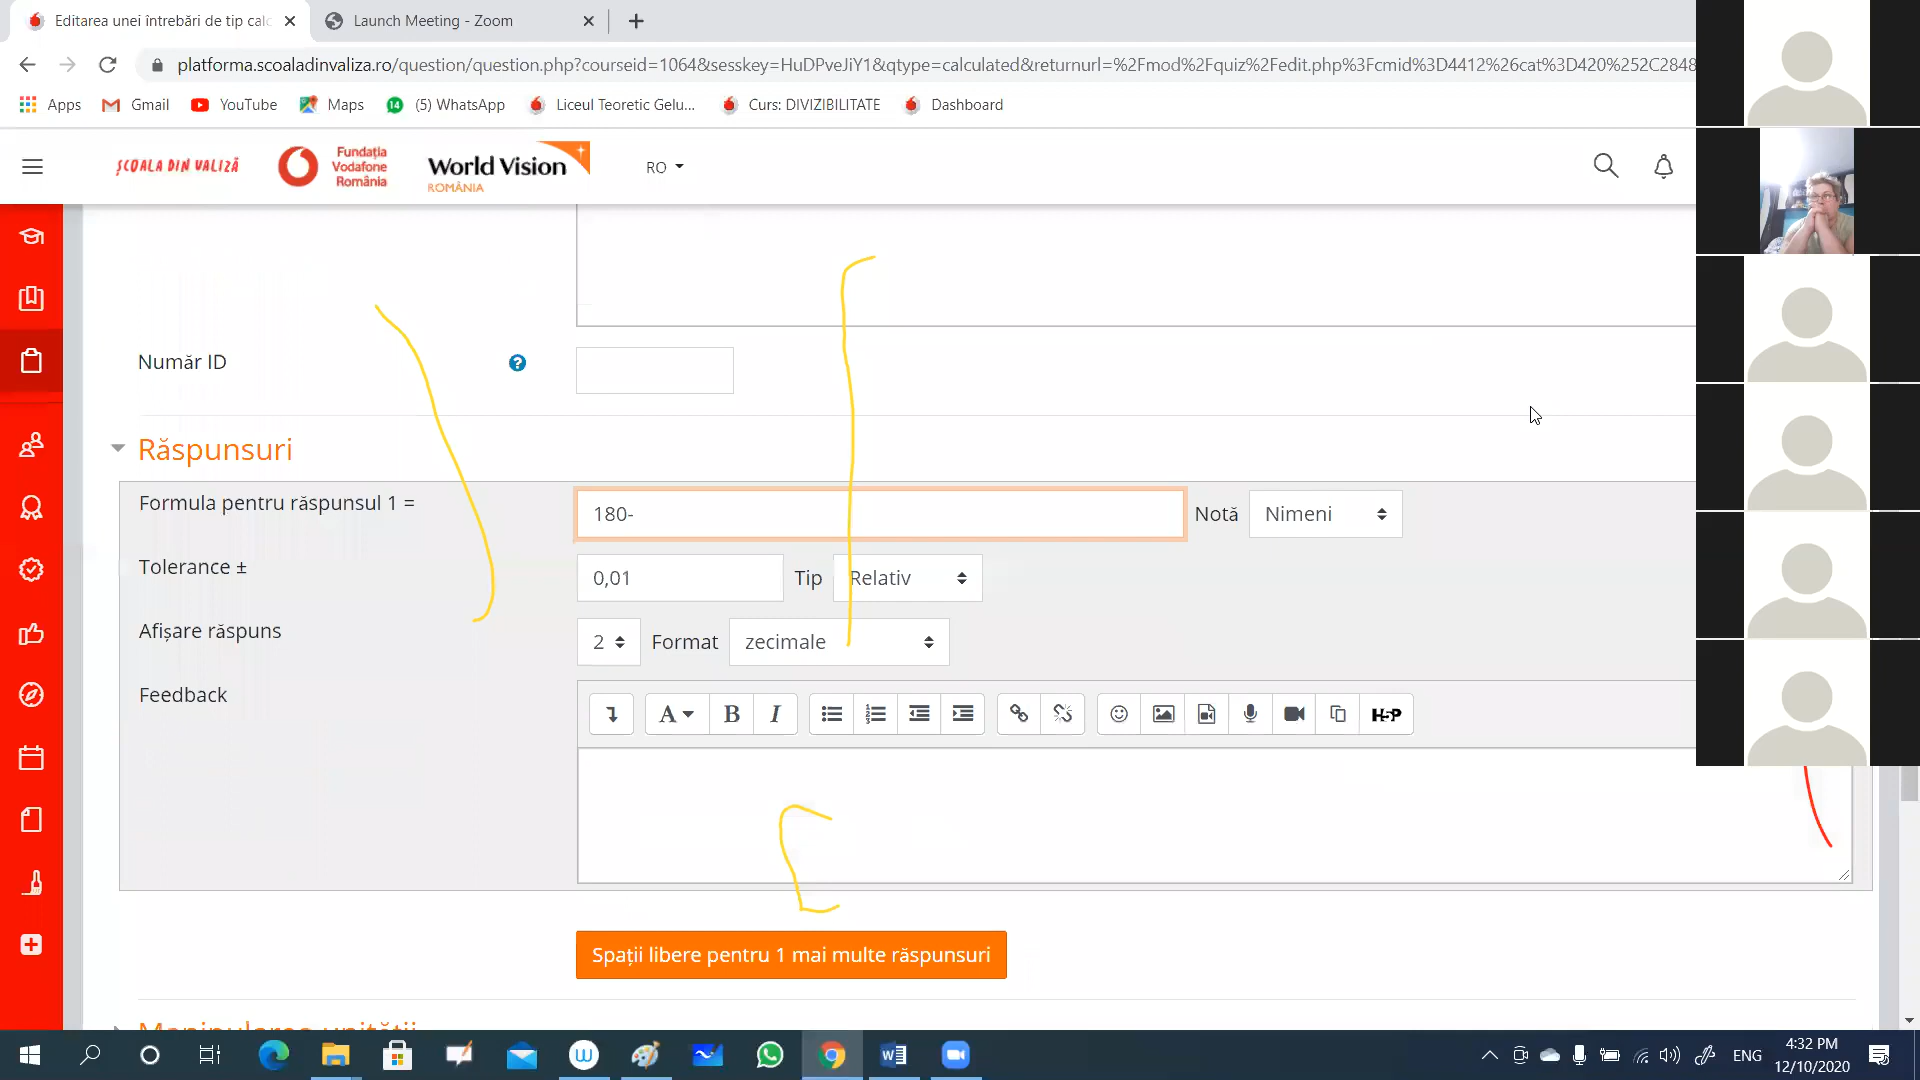 Editarea unei întrebări de tip calc
Launch Meeting - Zoom
platforma.scoaladinvaliza.ro/question/question.php?courseid=1064&sesskey=HuDPveJiY1&qtype=calculated&returnurl=%2Fmod%2Fquiz%2Fedit.php%3Fcmid%3D4412%26cat%3D420%252C2848
Apps
Gmail
YouTube
Maps
14
(5) WhatsApp
Liceul Teoretic Gelu...
Curs: DIVIZIBILITATE
Dashboard
ȘCOALA DIN VALIZĂ
Fundația
Vodafone
România
World Vision
ROMÂNIA
RO
Număr ID
Răspunsuri
Formula pentru răspunsul 1 =
180-
Notă
Nimeni
Tolerance ±
0,01
Tip
Relativ
Afișare răspuns
2
Format
zecimale
Feedback
A
B
I
H5P
Spații libere pentru 1 mai multe răspunsuri
Manipularea unității
ENG
4:32 PM
12/10/2020